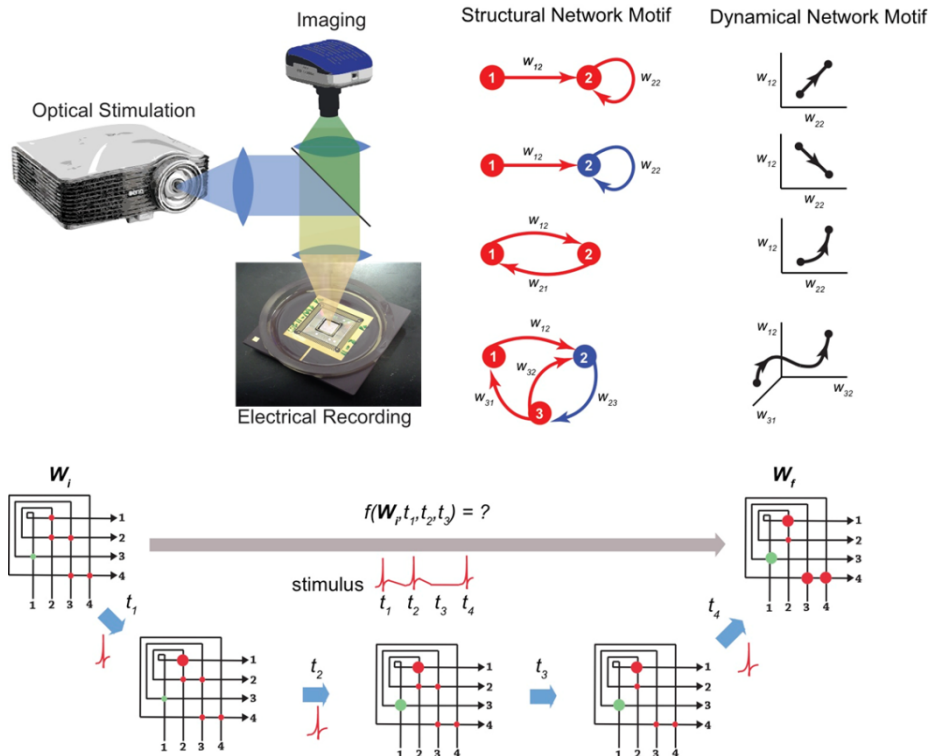 Imaging
Structural Network Motif
Dynamical Network Motif
Optical Stimulation
BenQ
1 w12 2 w22
w12
w22
1 w12 2 w22
w12
w22
w12
1 2
w21
w12
w22
w12
1 2
w32
w31 w23
3
w12
w32
w31
Electrical Recording
Wi
Wf
f(Wi,t1,t2,t3) = ?
1
2
3
4
1 2 3 4
stimulus
t1 t2 t3 t4
1
2
3
4
1 2 3 4
t1
t2
t3
t4
1
2
3
4
1 2 3 4
1
2
3
4
1 2 3 4
1
2
3
4
1 2 3 4